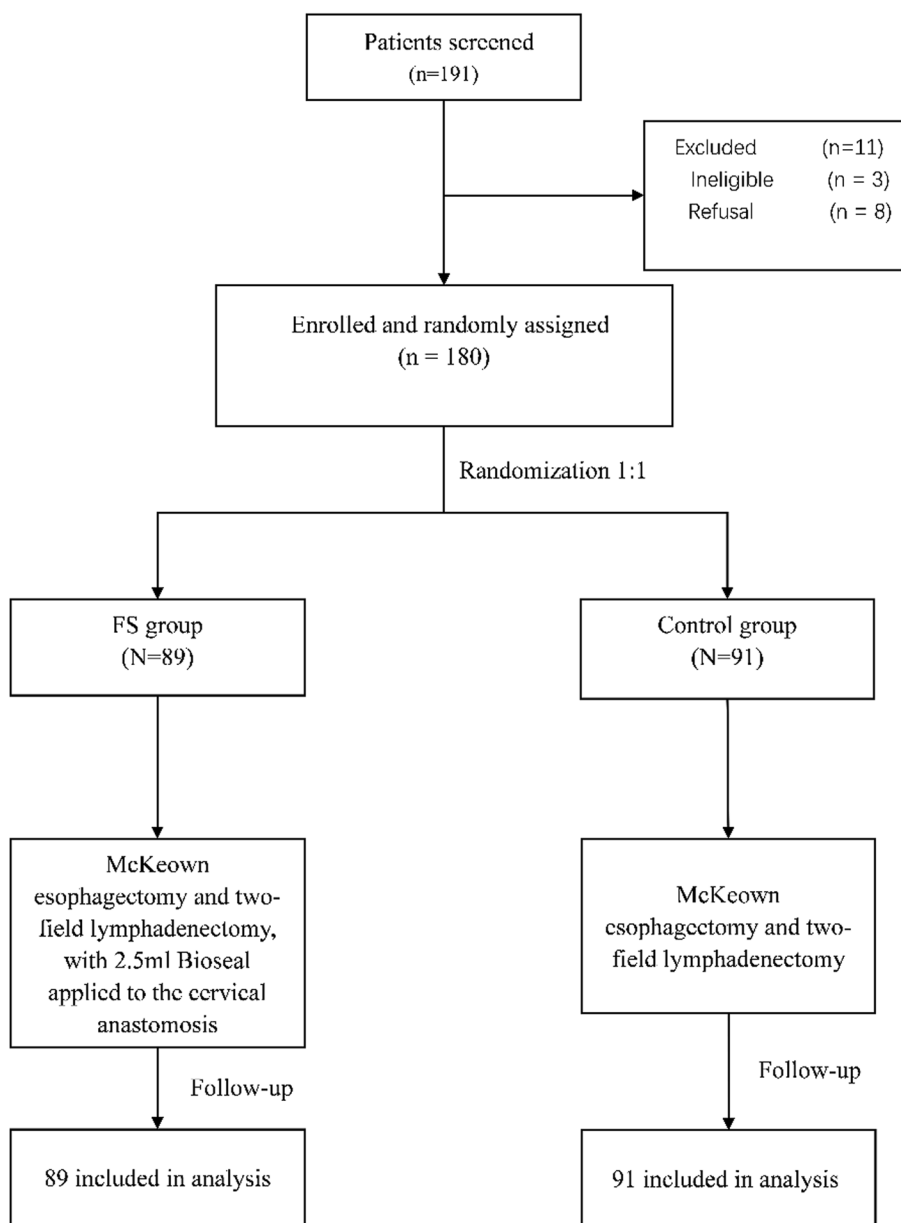 Patients screened
(n=191)
Excluded (n=11)
Ineligible (n = 3)
Refusal (n = 8)
Enrolled and randomly assigned
(n = 180)
Randomization 1:1
FS group
(N=89)
Control group
(N=91)
McKeown
esophagectomy and two-
field lymphadenectomy,
with 2.5ml Bioseal
applied to the cervical
anastomosis
McKeown
esophagectomy and two-
field lymphadenectomy
Follow-up
Follow-up
89 included in analysis
91 included in analysis